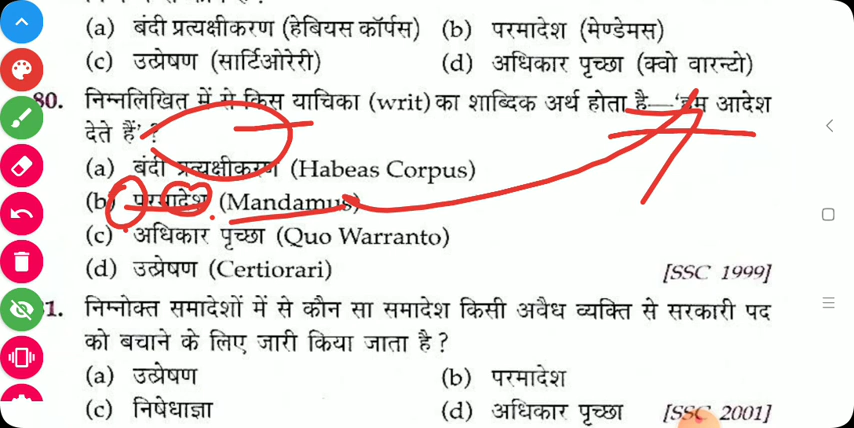 (a) बंदी प्रत्यक्षीकरण (हेबियस कॉर्पस) (b) परमादेश (मेण्डेमस)
(c) उत्प्रेषण (सार्टिओरेरी) (d) अधिकार पृच्छा (क्वो वारन्टो)
80. निम्नलिखित में से किस याचिका (writ) का शाब्दिक अर्थ होता है—'हम आदेश
देते हैं' ?
(a) बंदी प्रत्यक्षीकरण (Habeas Corpus)
(b) परमादेश (Mandamus)
(c) अधिकार पृच्छा (Quo Warranto)
(d) उत्प्रेषण (Certiorari) [SSC 1999]
1. निम्नोक्त समादेशों में से कौन सा समादेश किसी अवैध व्यक्ति से सरकारी पद
को बचाने के लिए जारी किया जाता है ?
(a) उत्प्रेषण (b) परमादेश
(c) निषेधाज्ञा (d) अधिकार पृच्छा [SSC 2001]